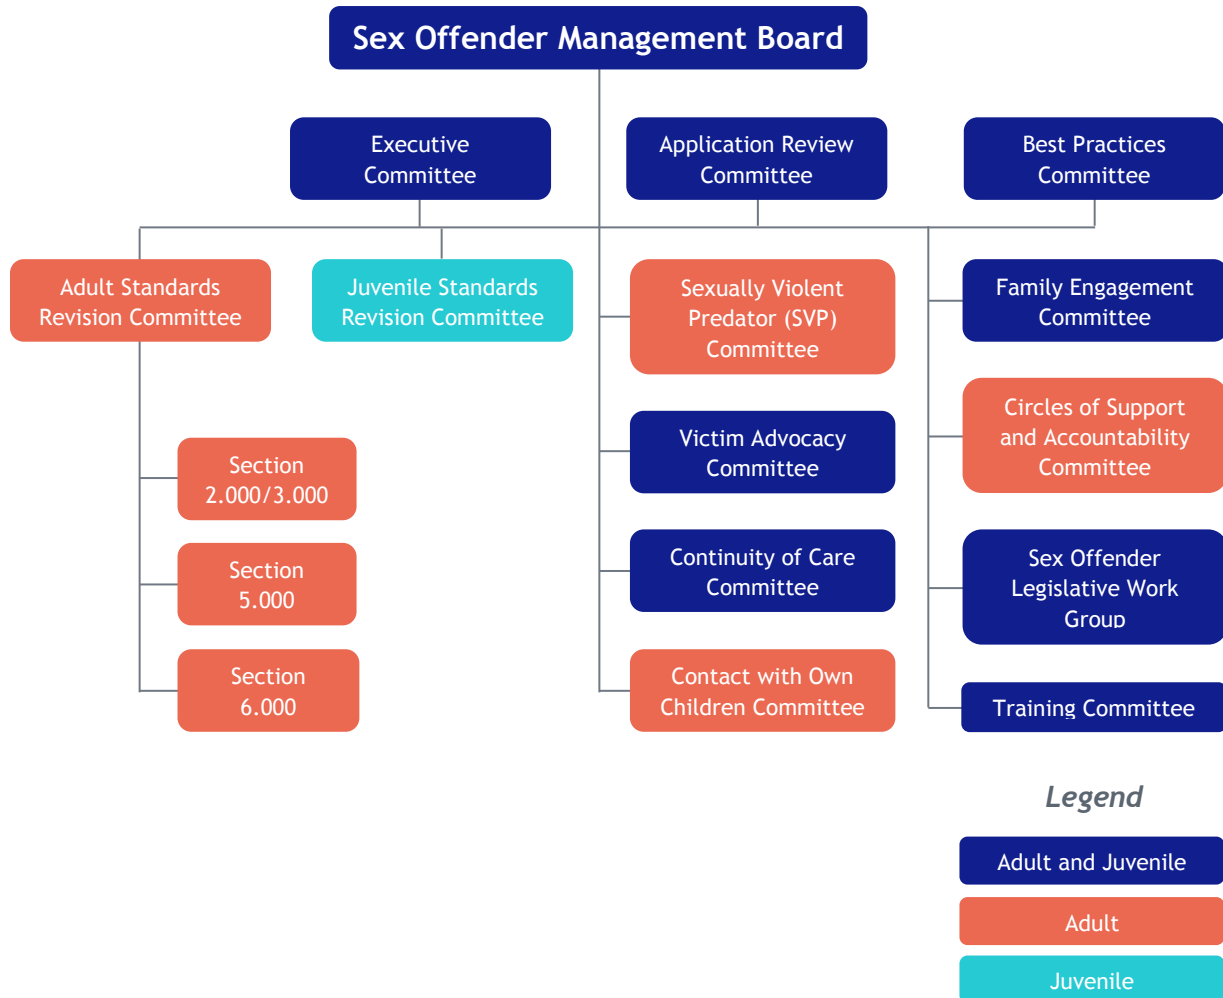 Sex Offender Management Board
Executive
Committee
Application Review
Committee
Best Practices
Committee
Adult Standards
Revision Committee
Juvenile Standards
Revision Committee
Sexually Violent
Predator (SVP)
Committee
Family Engagement
Committee
Circles of Support
and Accountability
Committee
Victim Advocacy
Committee
Section
2.000/3.000
Continuity of Care
Committee
Sex Offender
Legislative Work
Group
Section
5.000
Section
6.000
Contact with Own
Children Committee
Training Committee
Legend
Adult and Juvenile
Adult
Juvenile